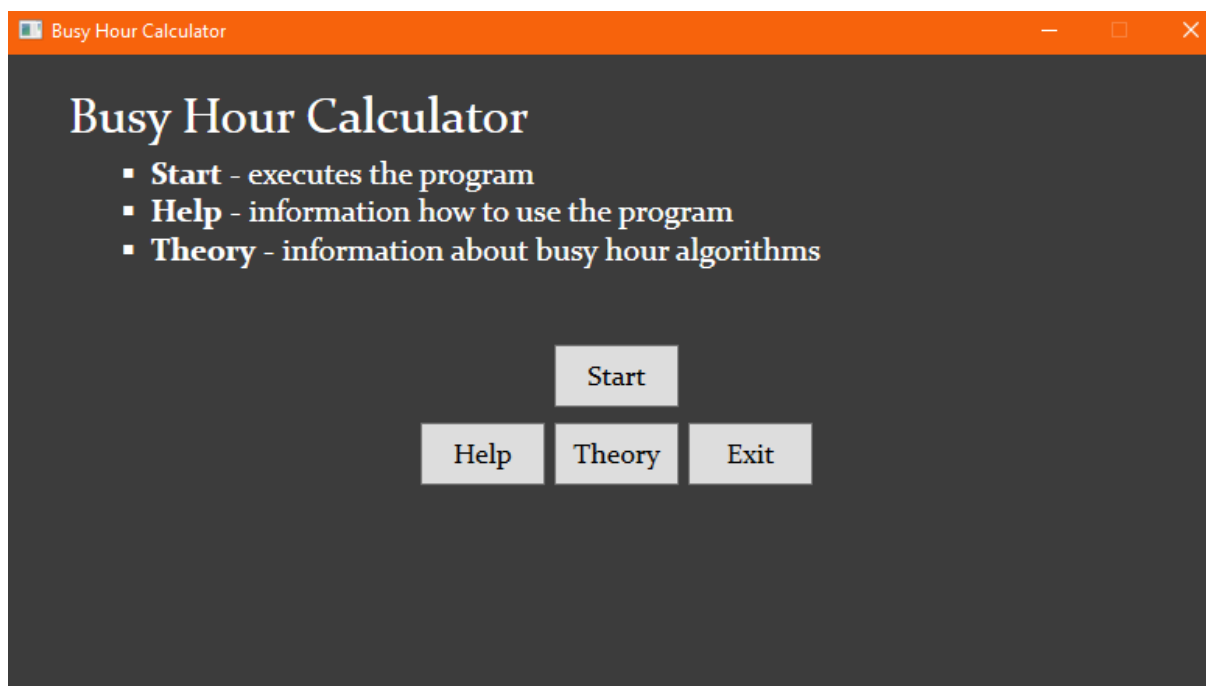 Busy Hour Calculator
Busy Hour Calculator
▪ Start - executes the program
▪ Help - information how to use the program
▪ Theory - information about busy hour algorithms
Start
Help Theory Exit